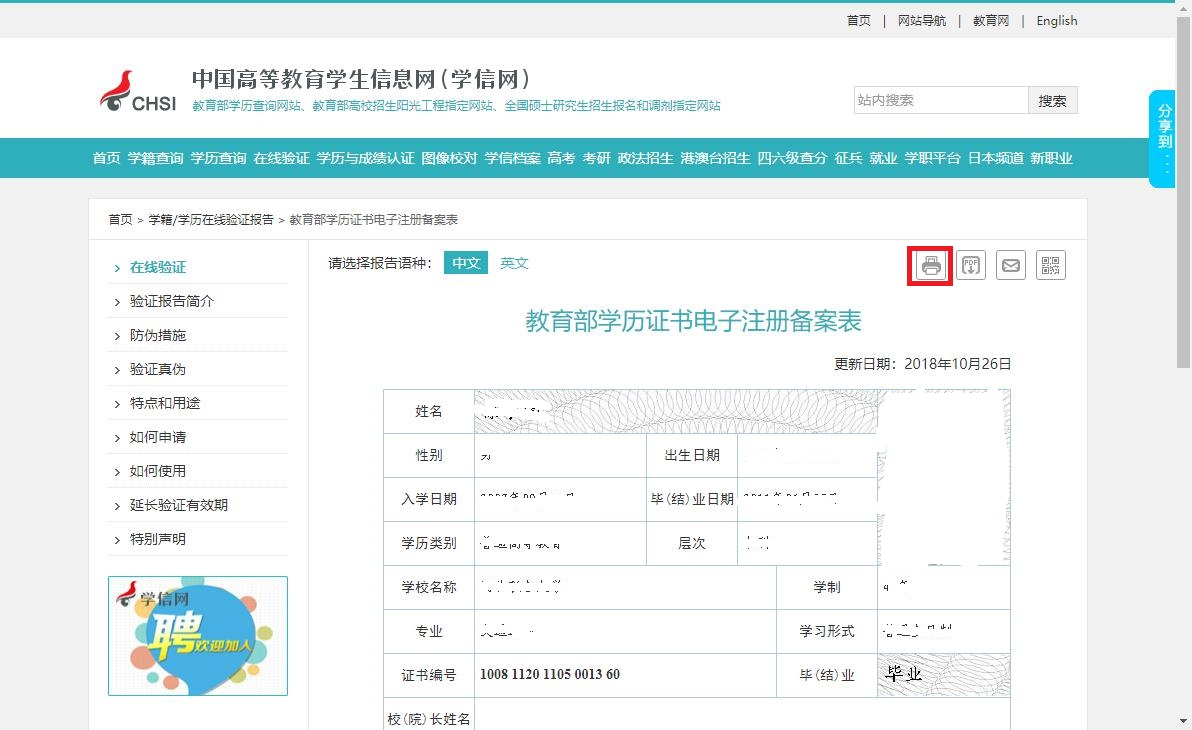 首页 | 网站导航 | 教育网 | English
中国高等教育学生信息网(学信网)
CHSI
教育部学历查询网站、教育部高校招生阳光工程指定网站、全国硕士研究生招生报名和调剂指定网站
站内搜索 搜索
分享到:
首页 学籍查询 学历查询 在线验证 学历与成绩认证 图像校对 学信档案 高考 考研 政法招生 港澳台招生 四六级查分 征兵 就业 学职平台 日本频道 新职业
首页 > 学籍/学历在线验证报告 > 教育部学历证书电子注册备案表
在线验证
验证报告简介
防伪措施
验证真伪
特点和用途
如何申请
如何使用
延长验证有效期
特别声明
学信网
聘 欢迎加入
请选择报告语种: 中文 英文
PDF
教育部学历证书电子注册备案表
更新日期:2018年10月26日
姓名
性别 出生日期
入学日期 毕(结)业日期
学历类别 层次
学校名称 学制
专业 学习形式
证书编号 1008 1120 1105 0013 60 毕(结)业 毕业
校(院)长姓名